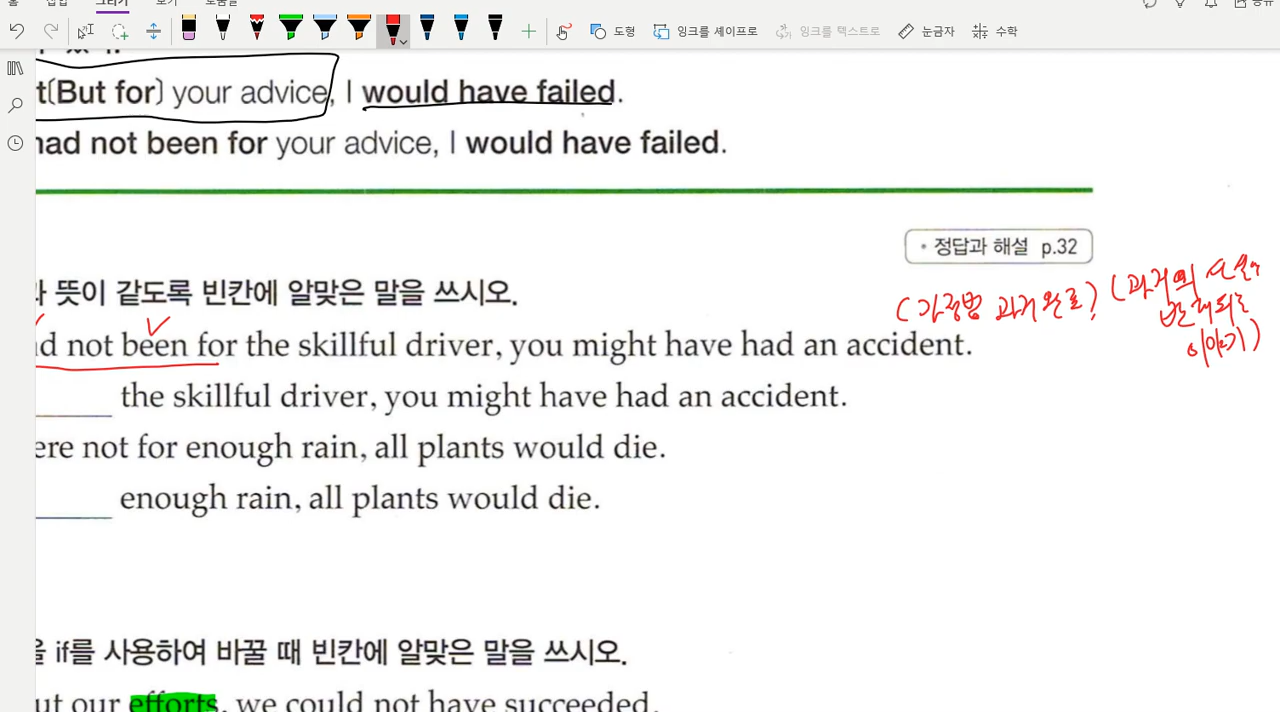 홈 삽입 그리기 보기 도움말 공유
도형 잉크를 셰이프로 잉크를 텍스트로 눈금자 수학
t[But for] your advice, I would have failed.
had not been for your advice, I would have failed.
• 정답과 해설 p.32
과 뜻이 같도록 빈칸에 알맞은 말을 쓰시오.
(가정법 과거완료) (과거의 사실에
반대되는
이야기)
d not been for the skillful driver, you might have had an accident.
the skillful driver, you might have had an accident.
ere not for enough rain, all plants would die.
enough rain, all plants would die.
을 if를 사용하여 바꿀 때 빈칸에 알맞은 말을 쓰시오.
ut our efforts, we could not have succeeded.